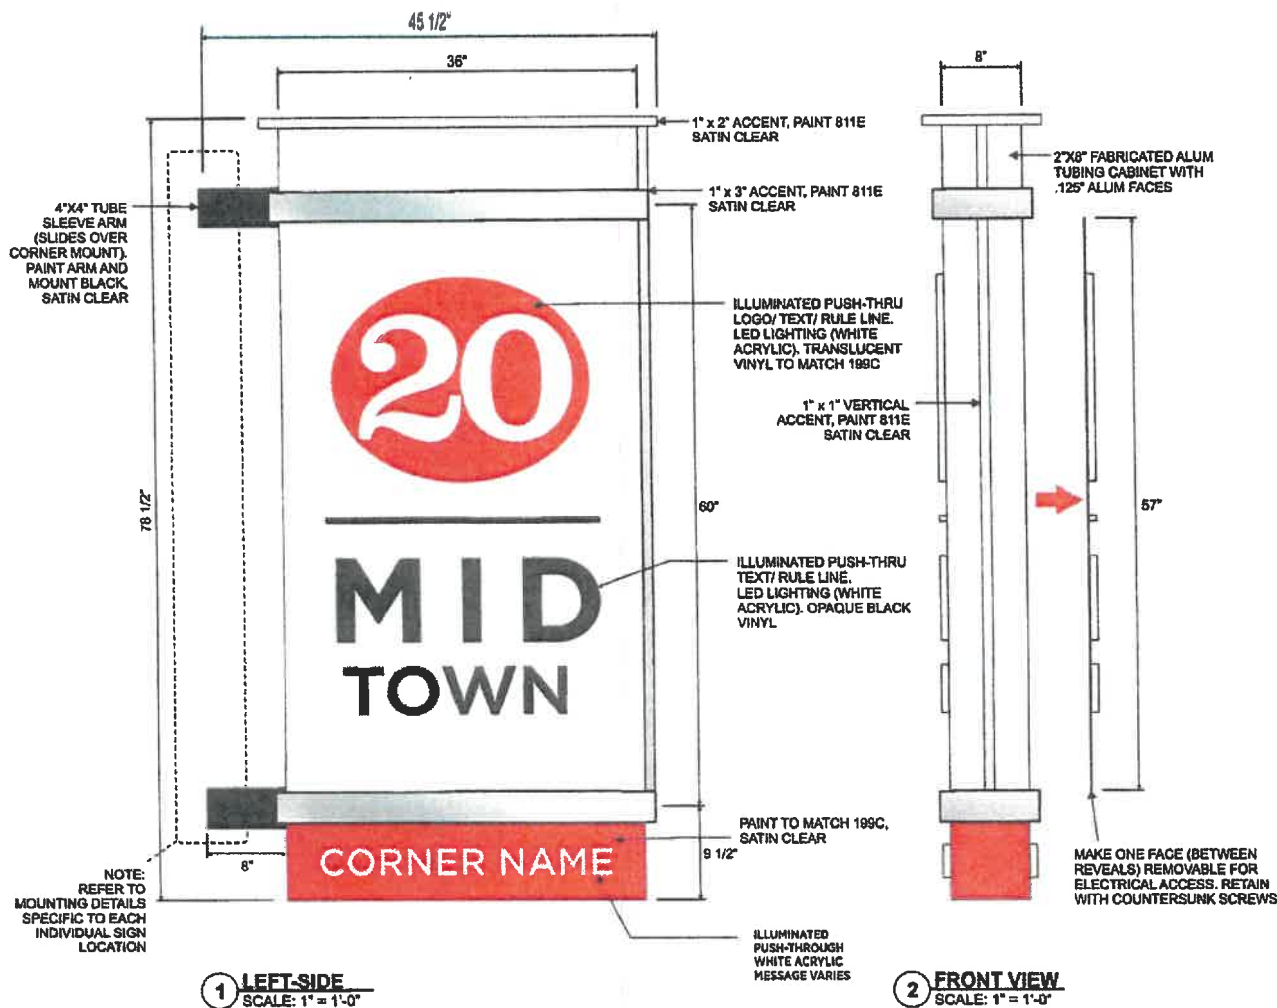 45 1/2"
36"
1" x 2" ACCENT, PAINT 811E
SATIN CLEAR
1" x 3" ACCENT, PAINT 811E
SATIN CLEAR
4"X4" TUBE
SLEEVE ARM
(SLIDES OVER
CORNER MOUNT).
PAINT ARM AND
MOUNT BLACK,
SATIN CLEAR
20
ILLUMINATED PUSH-THRU
LOGO/ TEXT/ RULE LINE.
LED LIGHTING (WHITE
ACRYLIC). TRANSLUCENT
VINYL TO MATCH 199C
78 1/2"
60"
MID
TOWN
ILLUMINATED PUSH-THRU
TEXT/ RULE LINE.
LED LIGHTING (WHITE
ACRYLIC). OPAQUE BLACK
VINYL
PAINT TO MATCH 199C,
SATIN CLEAR
9 1/2"
CORNER NAME
8"
NOTE:
REFER TO
MOUNTING DETAILS
SPECIFIC TO EACH
INDIVIDUAL SIGN
LOCATION
ILLUMINATED
PUSH-THROUGH
WHITE ACRYLIC
MESSAGE VARIES
1 LEFT-SIDE
SCALE: 1" = 1'-0"
8"
2"X8" FABRICATED ALUM
TUBING CABINET WITH
.125" ALUM FACES
1" x 1" VERTICAL
ACCENT, PAINT 811E
SATIN CLEAR
57"
MAKE ONE FACE (BETWEEN
REVEALS) REMOVABLE FOR
ELECTRICAL ACCESS. RETAIN
WITH COUNTERSUNK SCREWS
2 FRONT VIEW
SCALE: 1" = 1'-0"